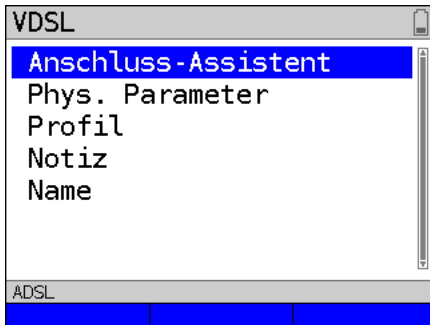 VDSL
Anschluss-Assistent
Phys. Parameter
Profil
Notiz
Name
ADSL